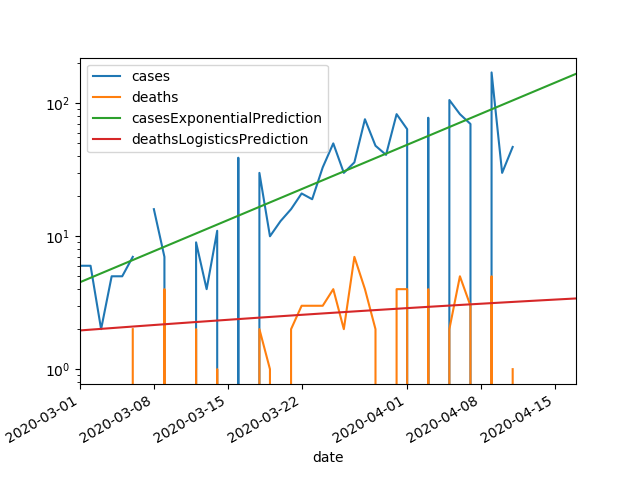 cases
deaths
casesExponentialPrediction
deathsLogisticsPrediction
10²
10¹
10⁰
2020-03-01
2020-03-08
2020-03-15
2020-03-22
2020-04-01
2020-04-08
2020-04-15
date